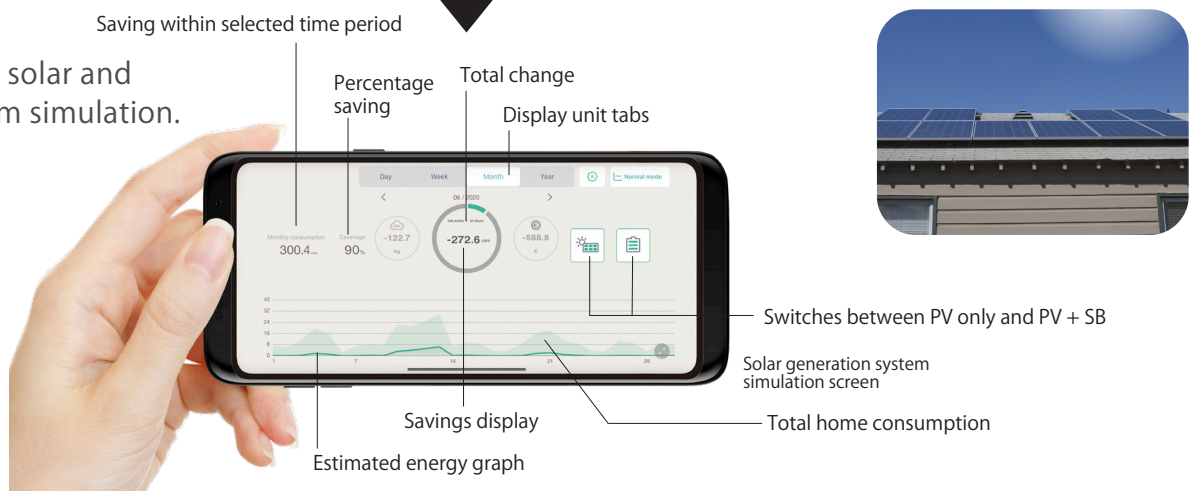 Saving within selected time period
solar and
m simulation.
Percentage
saving
Total change
Display unit tabs
Day Week Month Year Normal mode
06 / 2020
Monthly consumption
300.4
Coverage
90%
-122.7
kg
-272.6
-588.8
40
32
24
16
8
0
1 7 14 21 28
Switches between PV only and PV + SB
Solar generation system
simulation screen
Total home consumption
Savings display
Estimated energy graph